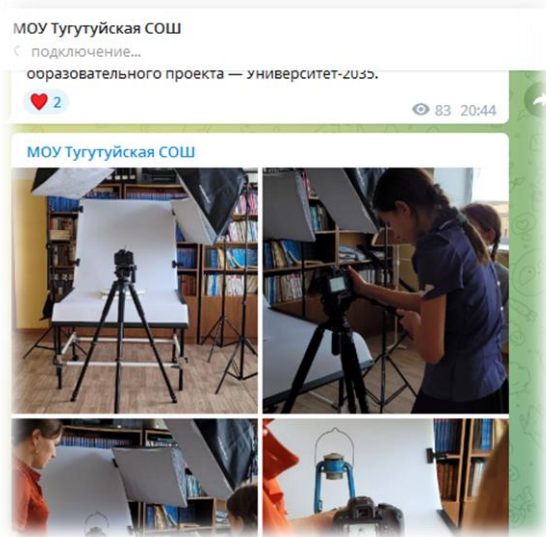 МОУ Тугутуйская СОШ
подключение...
образовательного проекта — Университет-2035.
❤ 2
83 20:44
МОУ Тугутуйская СОШ